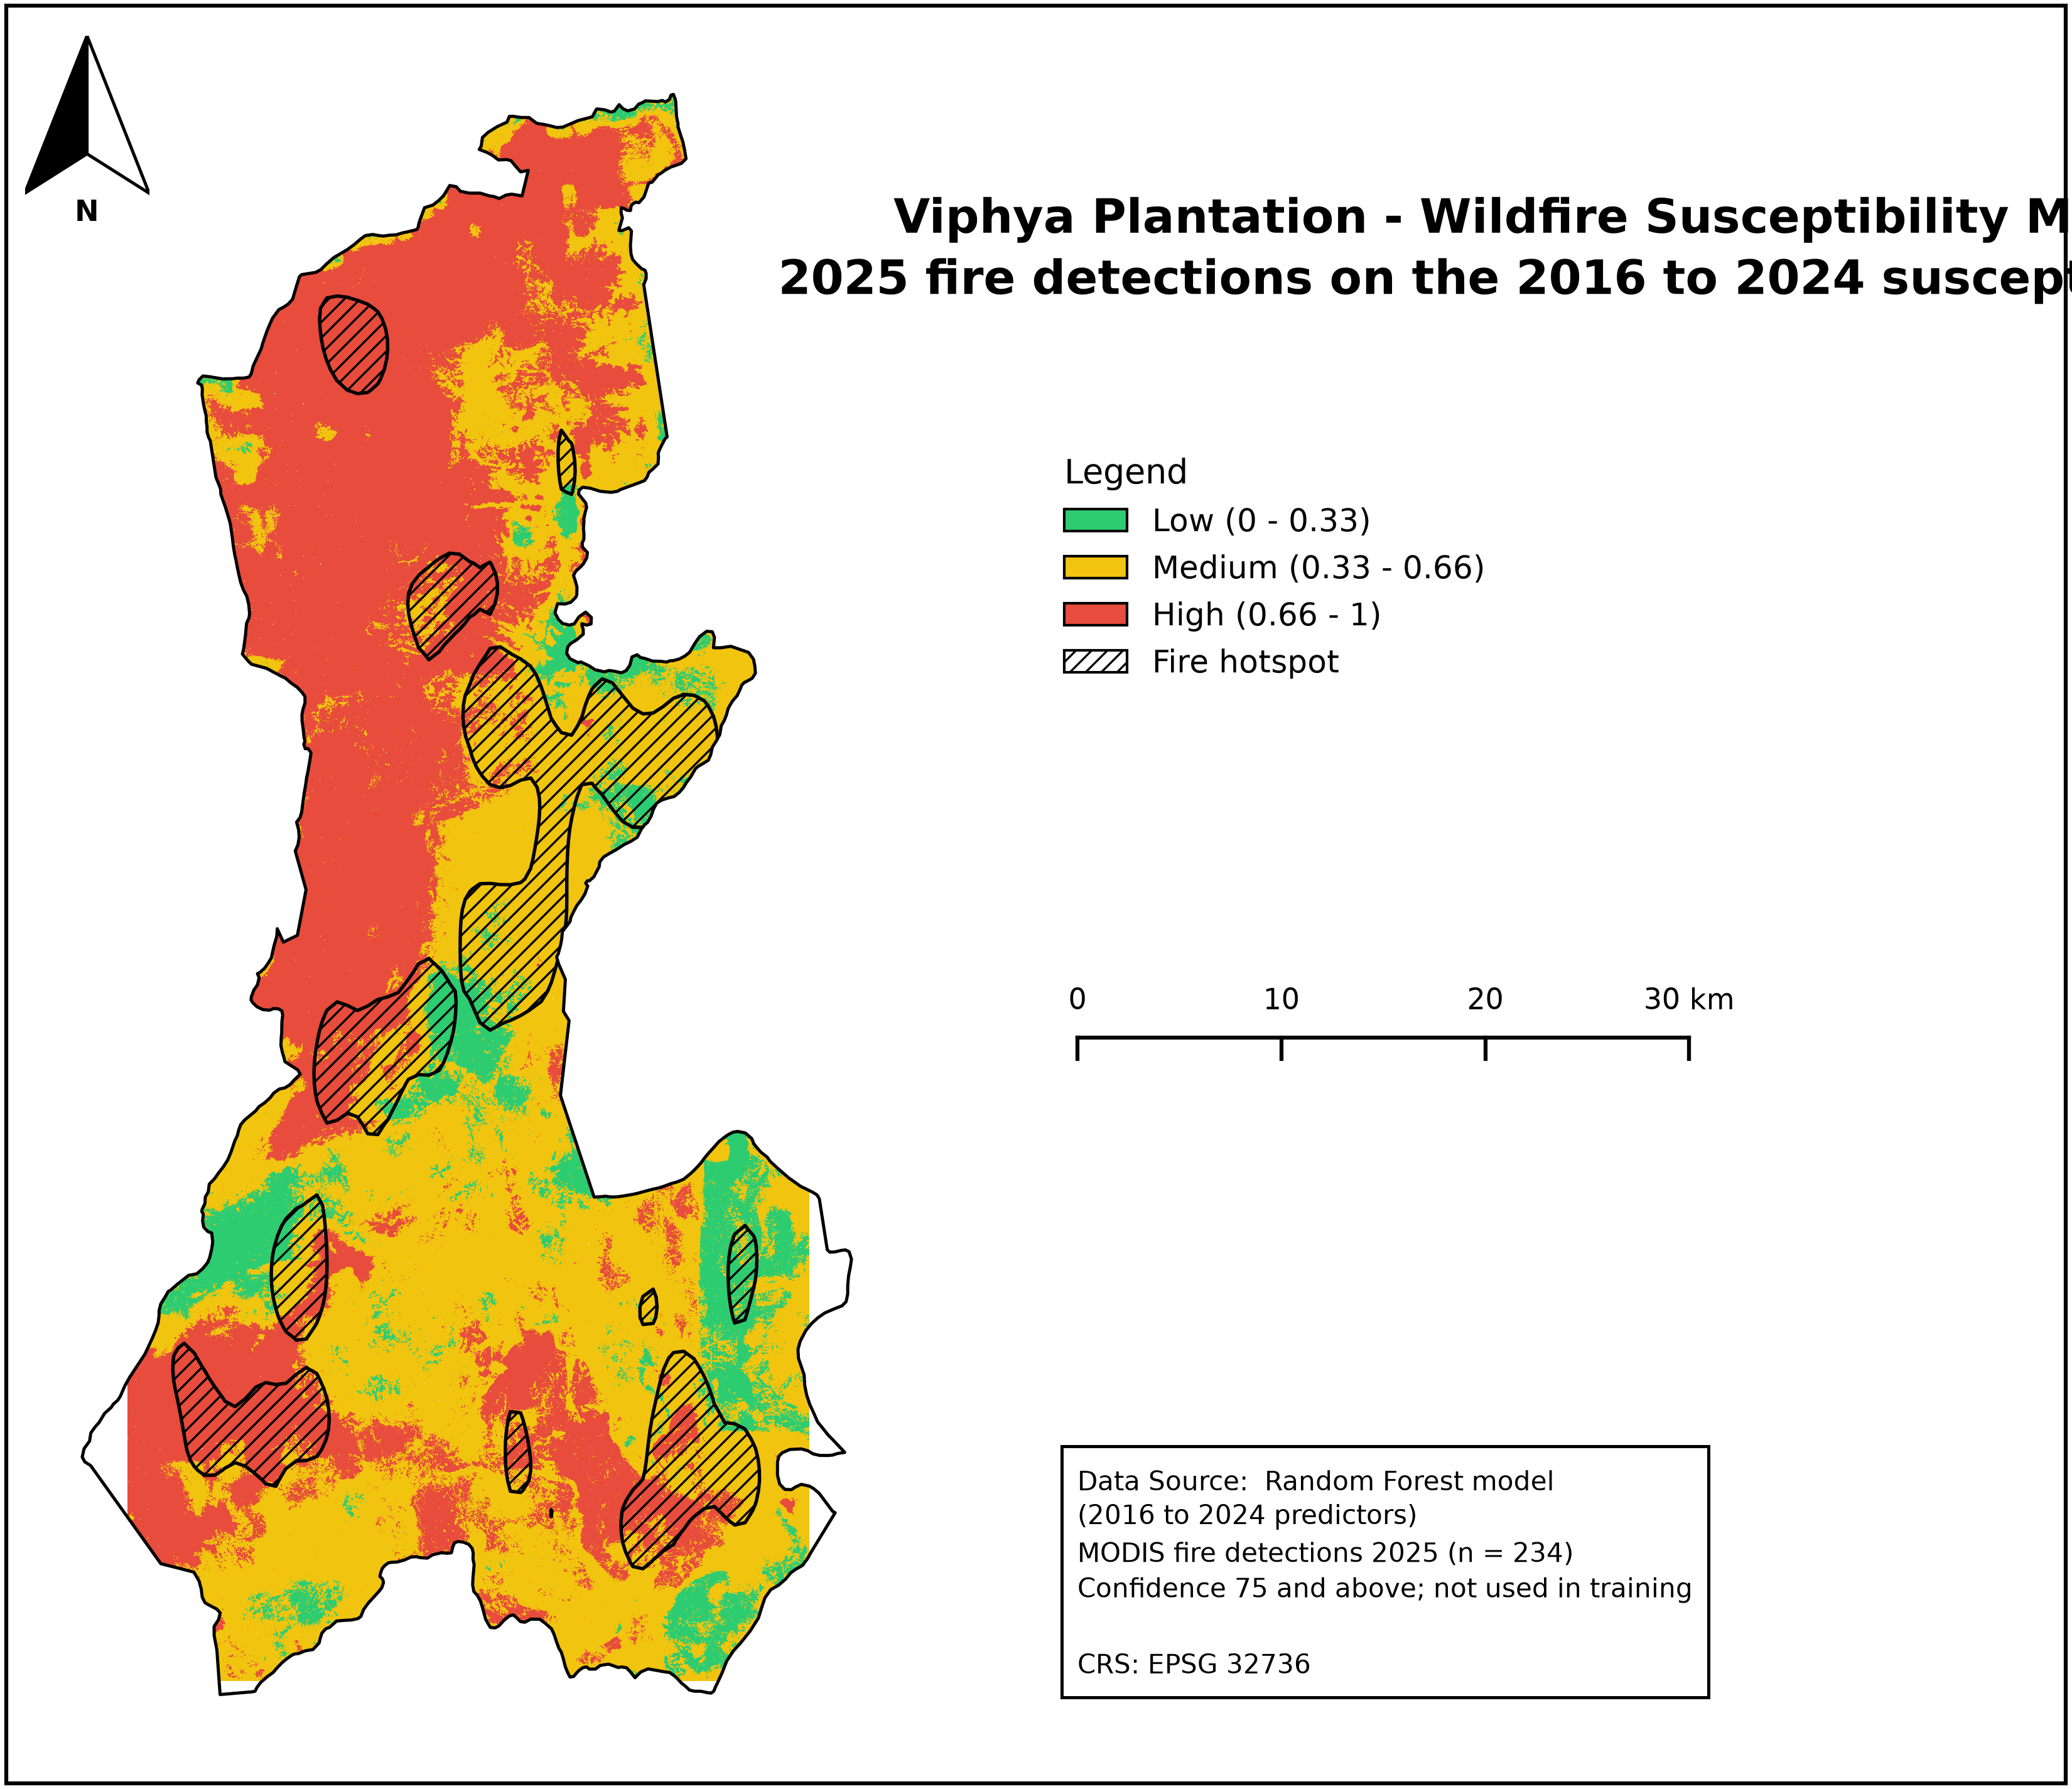 N
Viphya Plantation - Wildfire Susceptibility M
2025 fire detections on the 2016 to 2024 suscept
Legend
Low (0 - 0.33)
Medium (0.33 - 0.66)
High (0.66 - 1)
Fire hotspot
0 10 20 30 km
Data Source:  Random Forest model
(2016 to 2024 predictors)
MODIS fire detections 2025 (n = 234)
Confidence 75 and above; not used in training
CRS: EPSG 32736